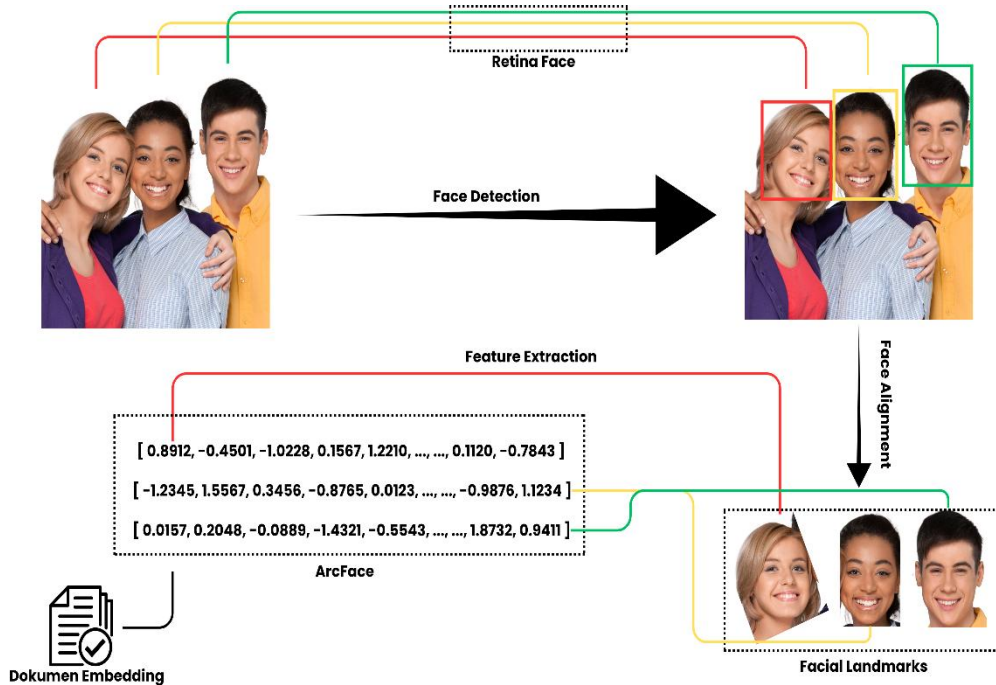 Retina Face
Face Detection
Face Alignment
Feature Extraction
[ 0.8912, -0.4501, -1.0228, 0.1567, 1.2210, ..., ..., 0.1120, -0.7843 ]
[ -1.2345, 1.5567, 0.3456, -0.8765, 0.0123, ..., ..., -0.9876, 1.1234 ]
[ 0.0157, 0.2048, -0.0889, -1.4321, -0.5543, ..., ..., 1.8732, 0.9411 ]
ArcFace
Facial Landmarks
Dokumen Embedding